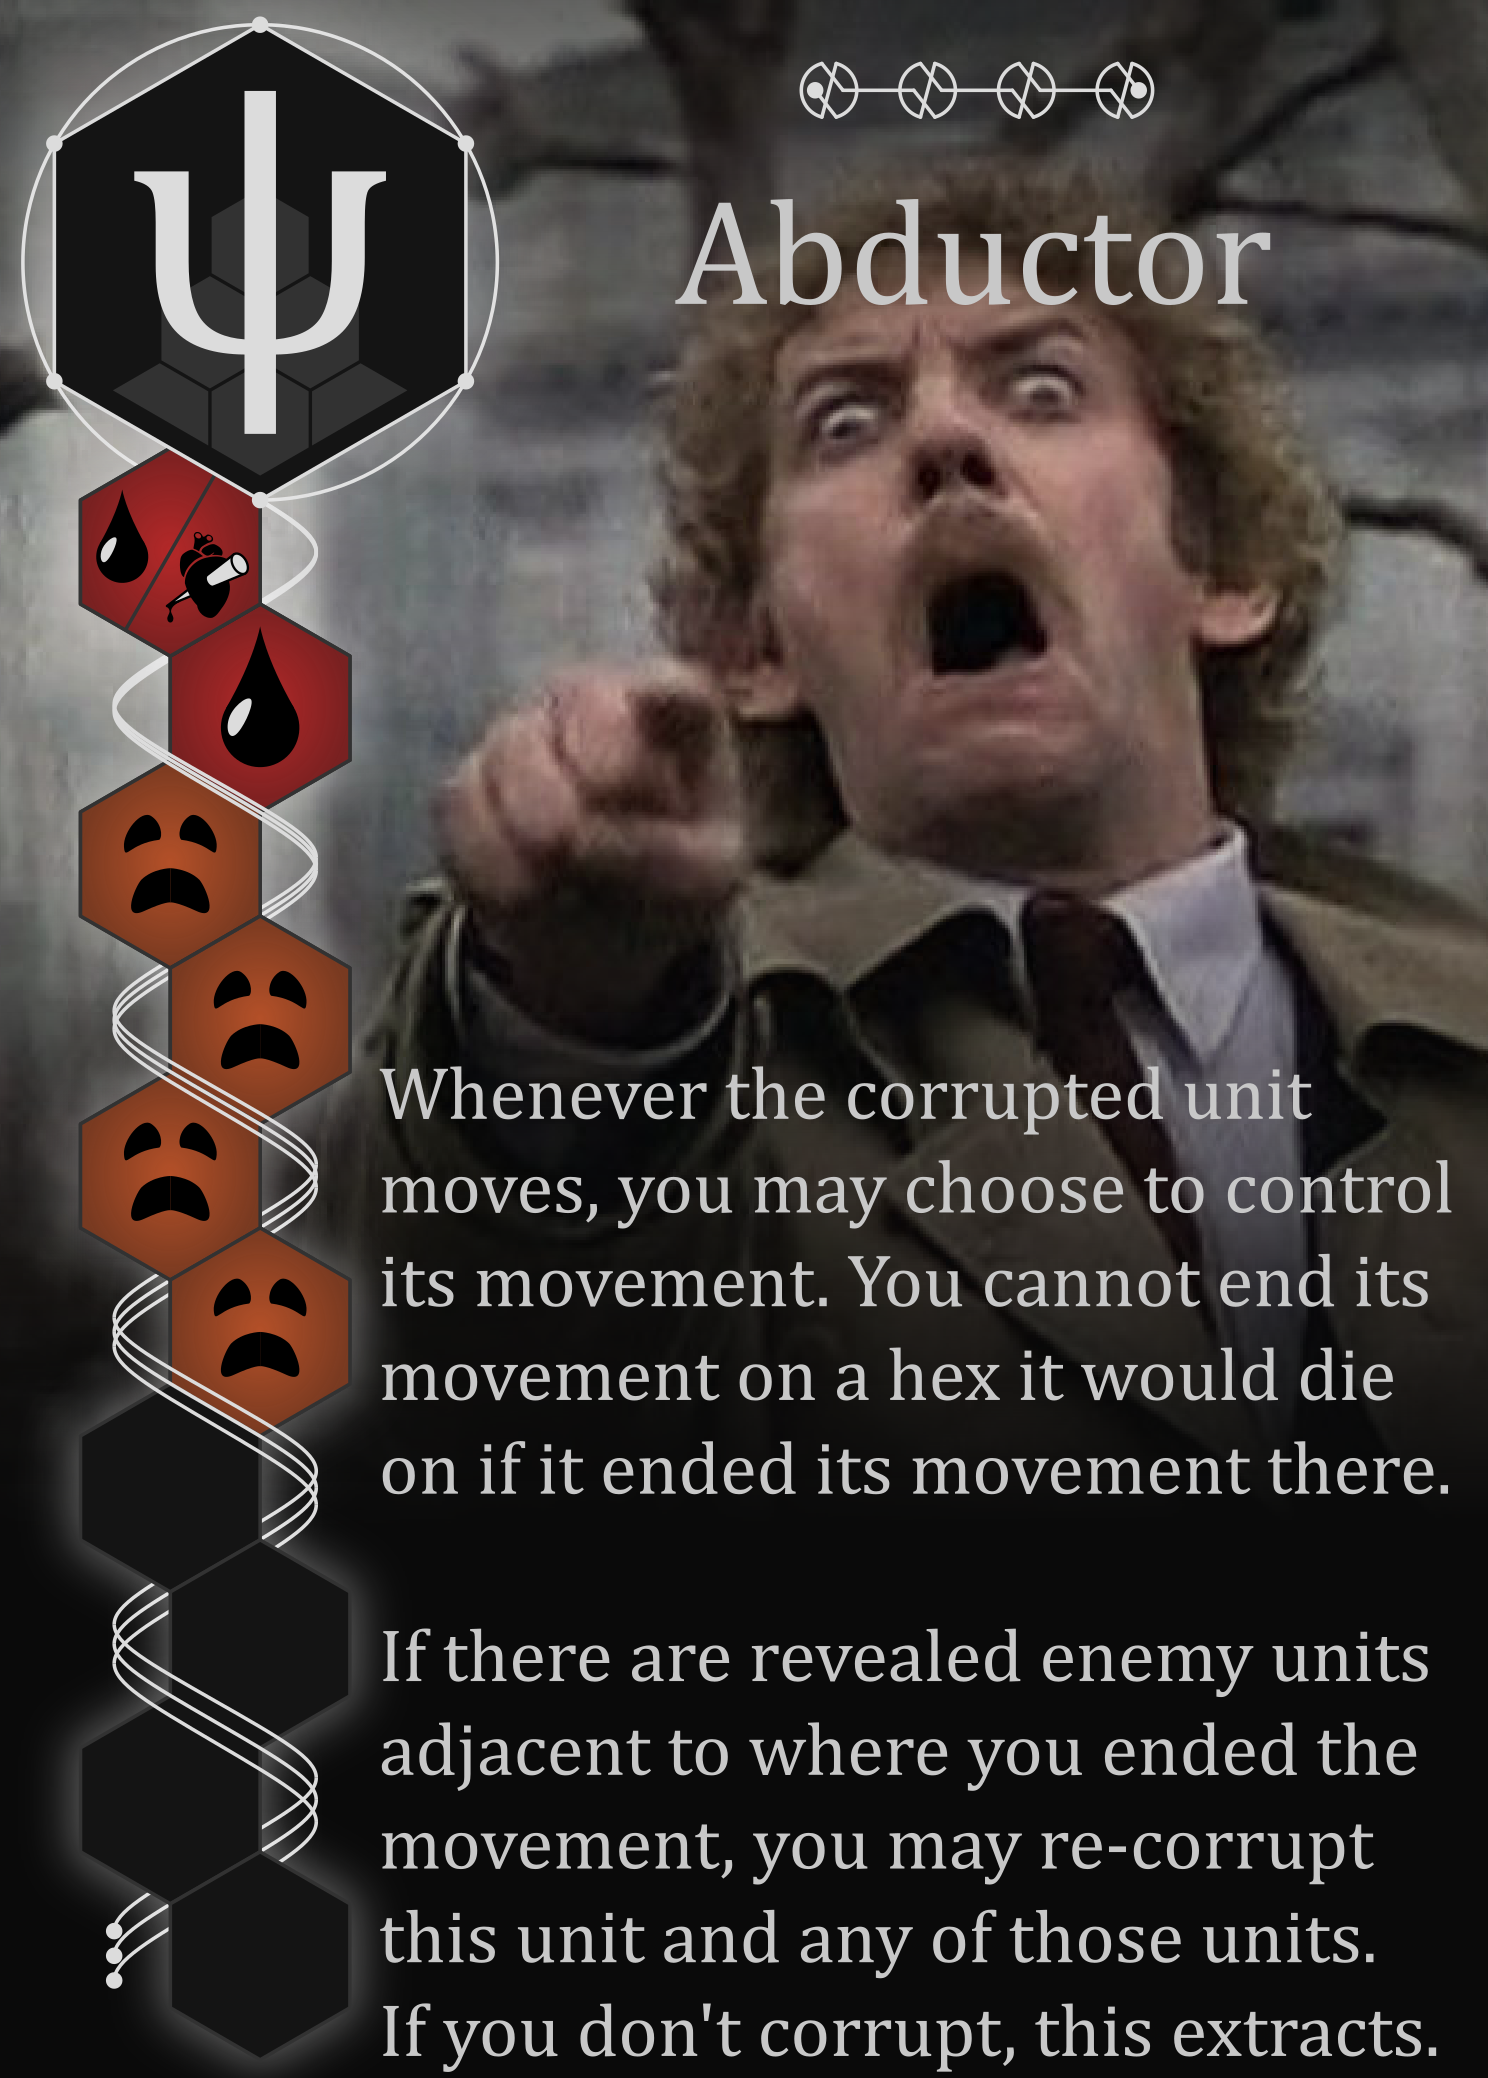 ψ
Abductor
Whenever the corrupted unit
moves, you may choose to control
its movement. You cannot end its
movement on a hex it would die
on if it ended its movement there.
If there are revealed enemy units
adjacent to where you ended the
movement, you may re-corrupt
this unit and any of those units.
If you don't corrupt, this extracts.